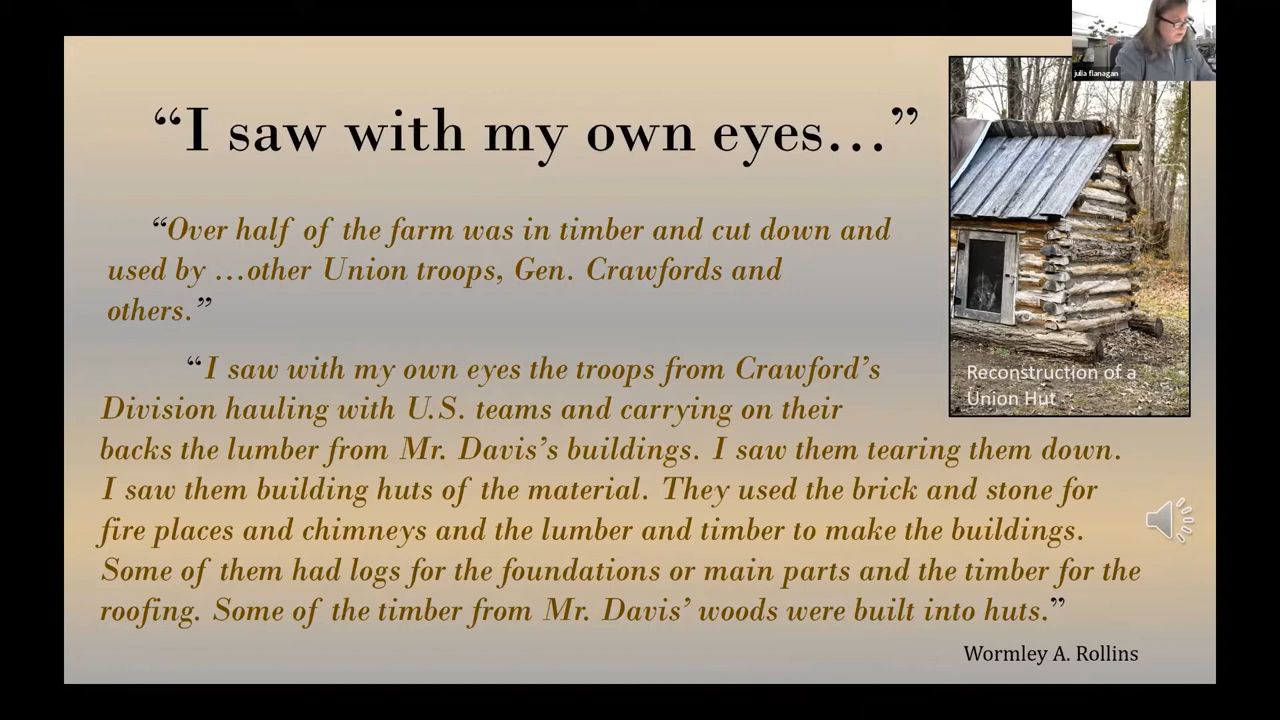 julia flanagan
“I saw with my own eyes…”
“Over half of the farm was in timber and cut down and
used by …other Union troops, Gen. Crawfords and
others.”
“I saw with my own eyes the troops from Crawford’s
Division hauling with U.S. teams and carrying on their
backs the lumber from Mr. Davis’s buildings. I saw them tearing them down.
I saw them building huts of the material. They used the brick and stone for
fire places and chimneys and the lumber and timber to make the buildings.
Some of them had logs for the foundations or main parts and the timber for the
roofing. Some of the timber from Mr. Davis’ woods were built into huts.”
Reconstruction of a
Union Hut
Wormley A. Rollins